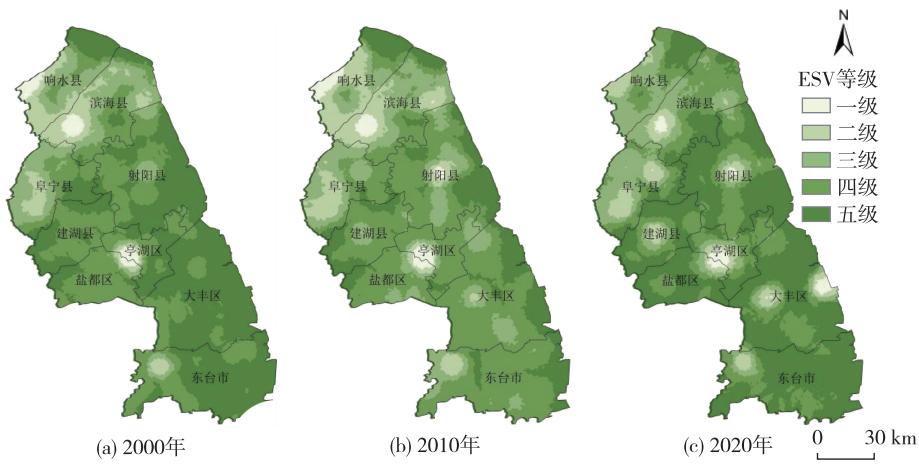 响水县
滨海县
阜宁县
射阳县
建湖县
亭湖区
盐都区
大丰区
东台市
(a) 2000年
响水县
滨海县
阜宁县
射阳县
建湖县
亭湖区
盐都区
大丰区
东台市
(b) 2010年
响水县
滨海县
阜宁县
射阳县
建湖县
亭湖区
盐都区
大丰区
东台市
(c) 2020年
N
ESV等级
一级
二级
三级
四级
五级
0 30 km